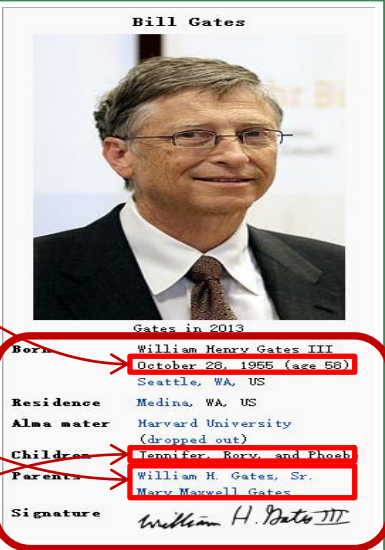 Bill Gates
Gates in 2013
Born William Henry Gates III
October 28, 1955 (age 58)
Seattle, WA, US
Residence Medina, WA, US
Alma mater Harvard University
(dropped out)
Children Jennifer, Rory, and Phoebe
Parents William H. Gates, Sr.
Mary Maxwell Gates
Signature William H. Gates III